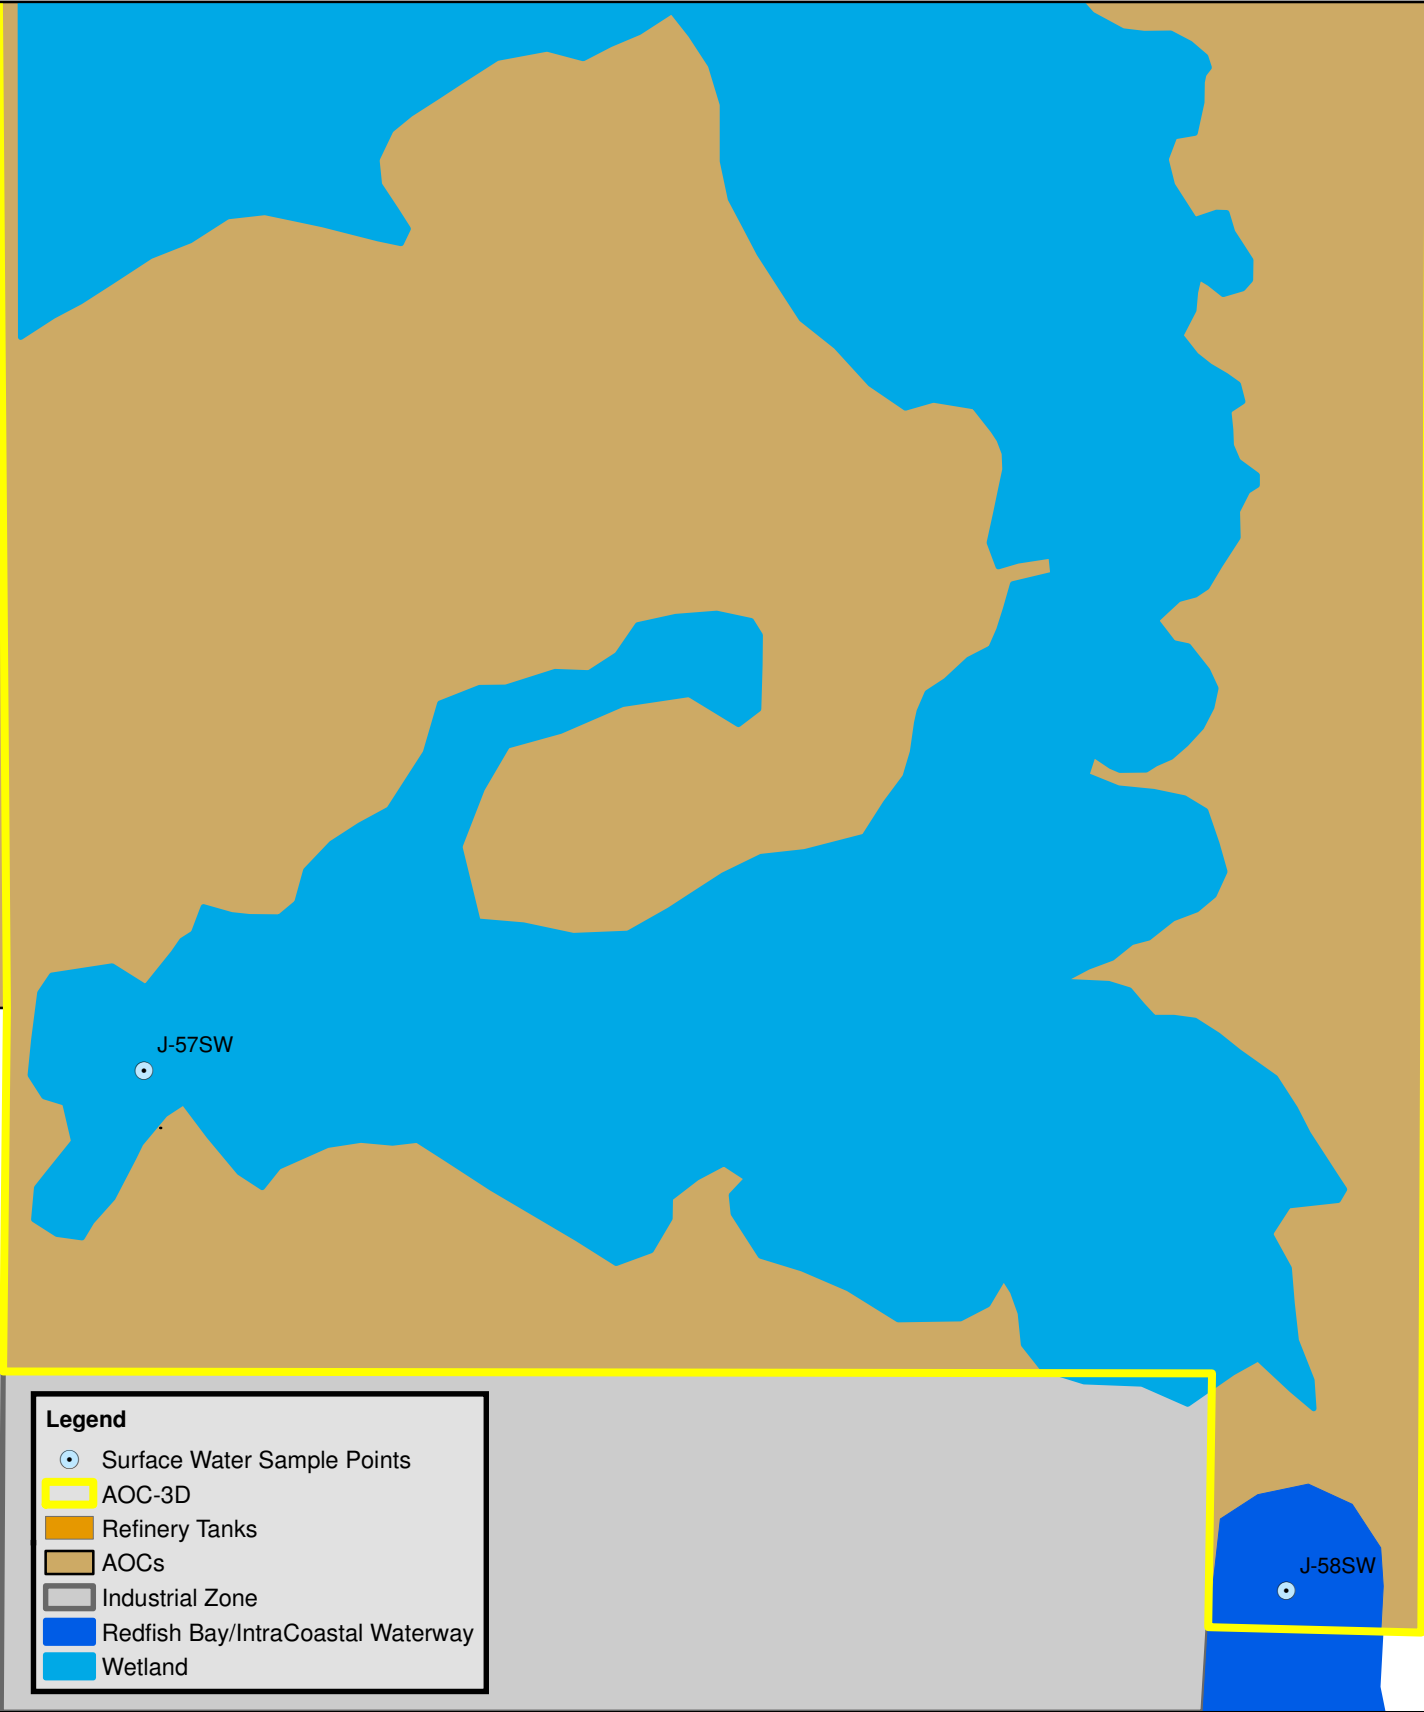 J-57SW
J-58SW
Legend
Surface Water Sample Points
AOC-3D
Refinery Tanks
AOCs
Industrial Zone
Redfish Bay/IntraCoastal Waterway
Wetland